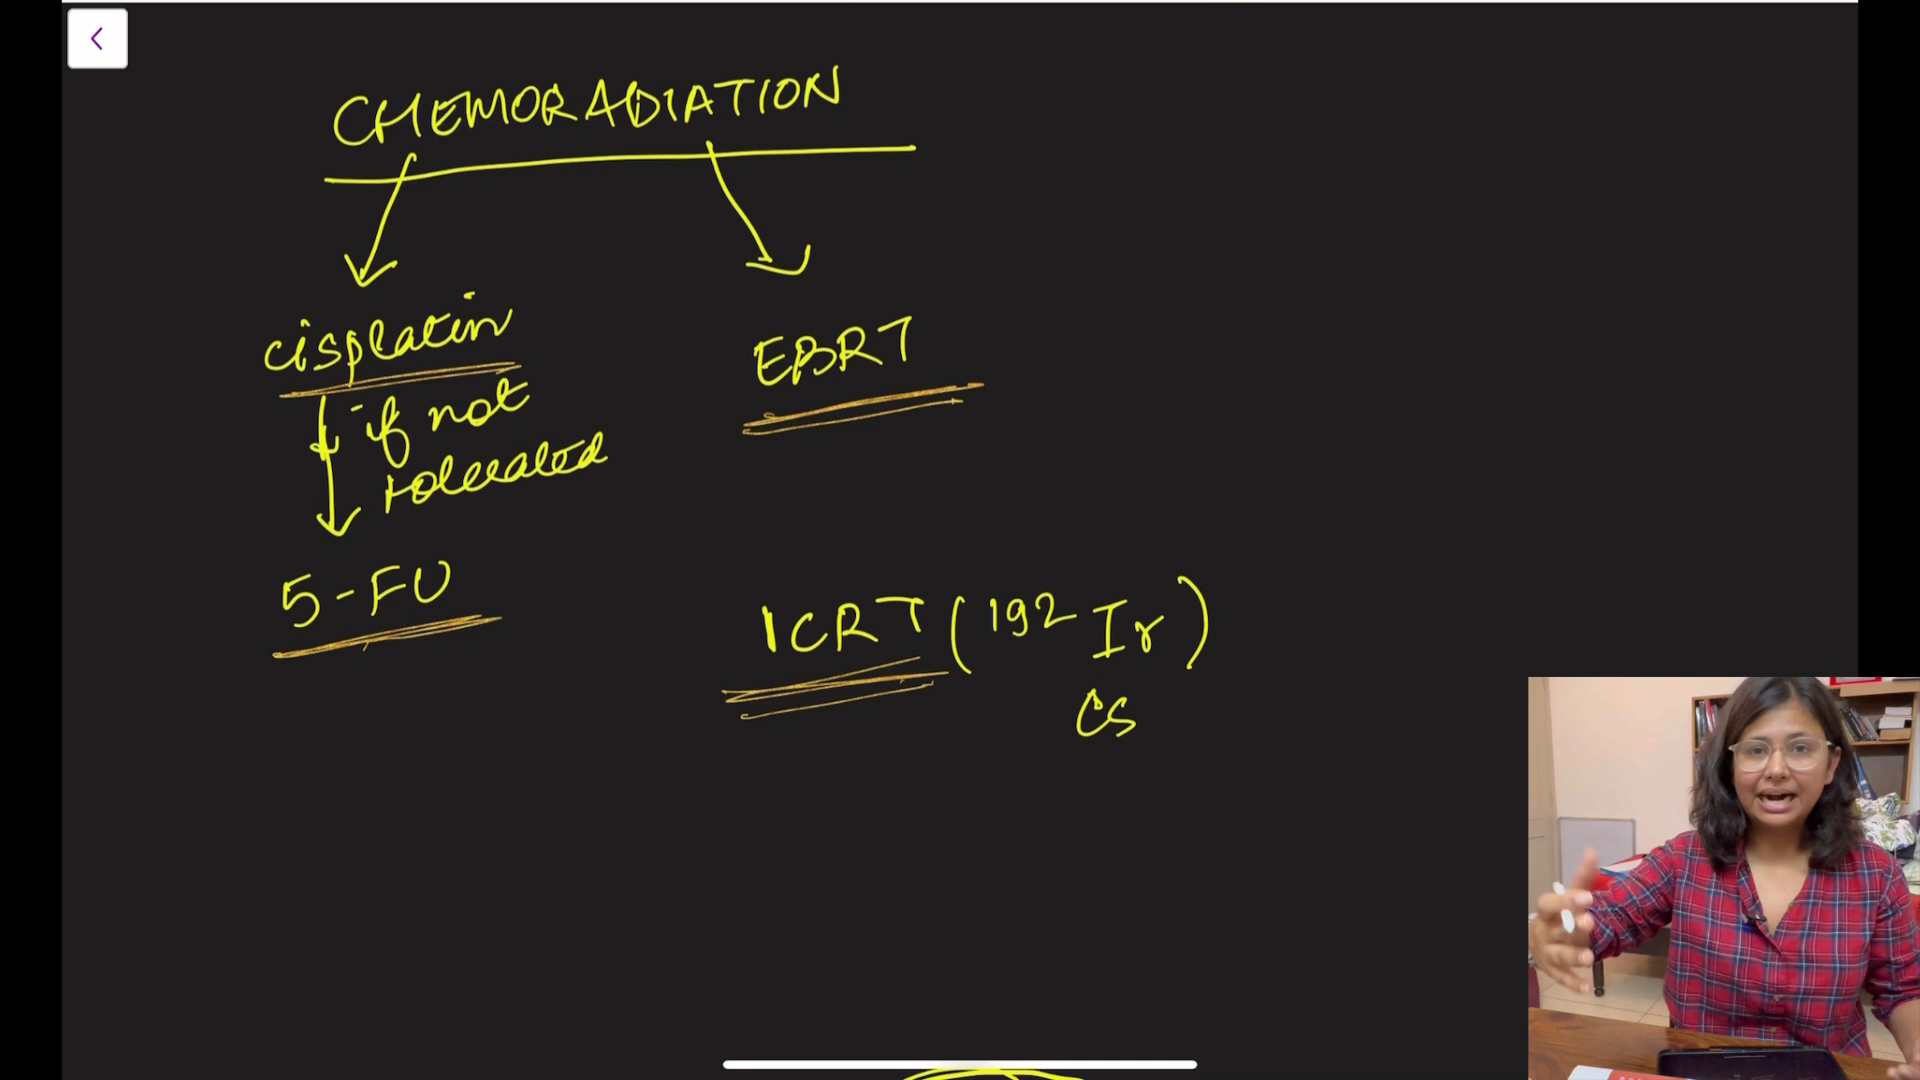 CHEMORADIATION
cisplatin
if not
tolerated
5-FU
EBRT
ICRT (192 Ir)
Cs